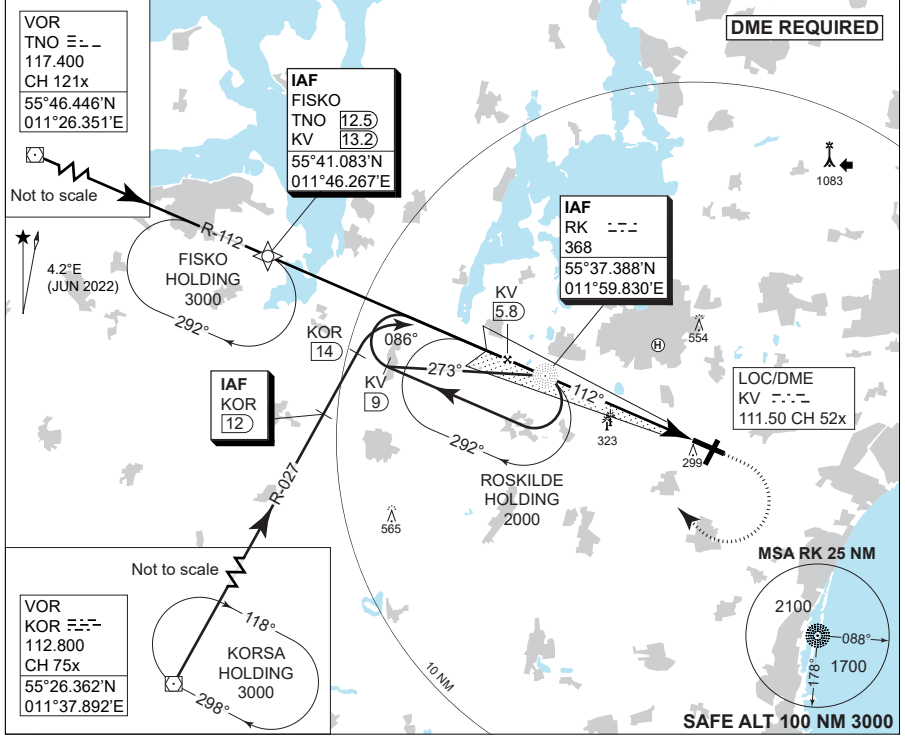 VOR
TNO
117.400
CH 121x
55°46.446'N
011°26.351'E
Not to scale
DME REQUIRED
IAF
FISKO
TNO 12.5
KV 13.2
55°41.083'N
011°46.267'E
1083
R-112
4.2°E
(JUN 2022)
FISKO
HOLDING
3000
292°
IAF
RK
368
55°37.388'N
011°59.830'E
KV
5.8
554
H
KOR
14
086°
KV
9
273°
112°
LOC/DME
KV
111.50 CH 52x
IAF
KOR
12
323
299
292°
ROSKILDE
HOLDING
2000
R-027
565
Not to scale
VOR
KOR
112.800
CH 75x
55°26.362'N
011°37.892'E
118°
KORSA
HOLDING
3000
298°
10 NM
MSA RK 25 NM
2100
088°
1700
178°
SAFE ALT 100 NM 3000